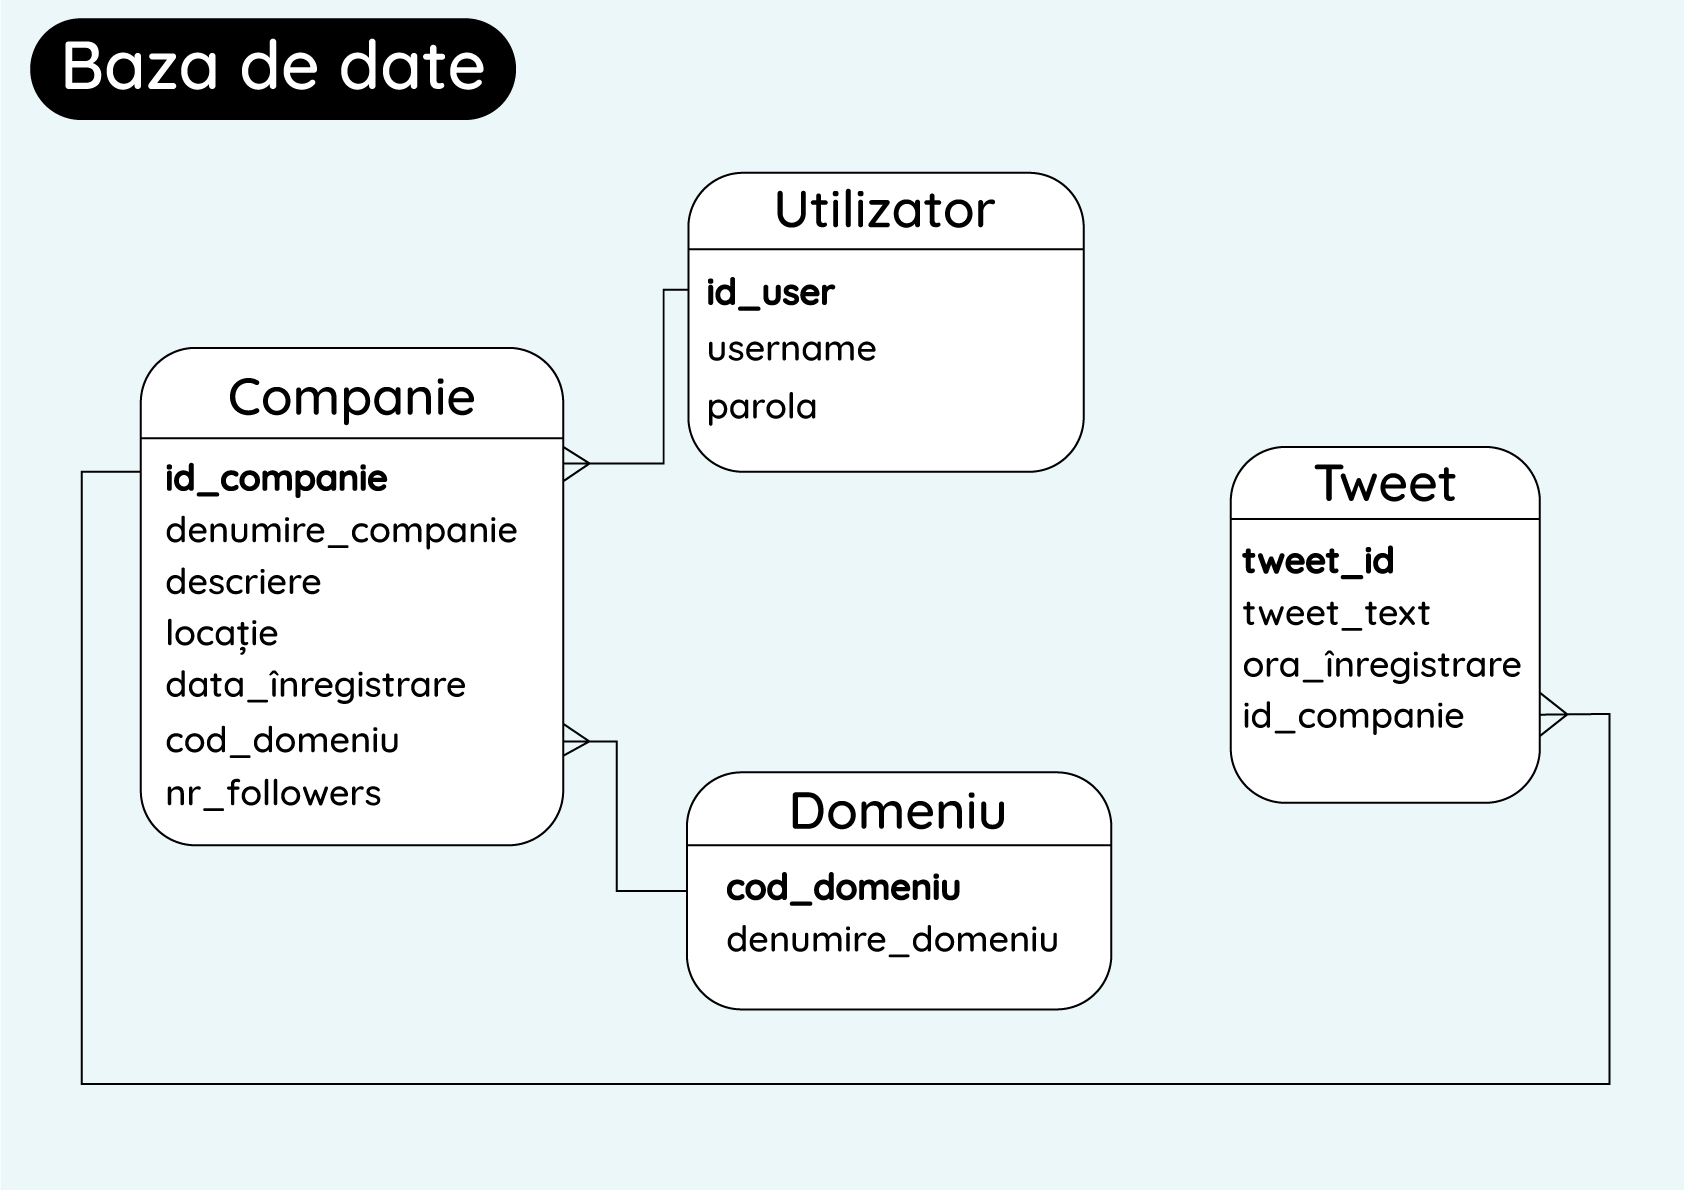 Baza de date
Utilizator
id_user
username
parola
Companie
id_companie
denumire_companie
descriere
locație
data_înregistrare
cod_domeniu
nr_followers
Tweet
tweet_id
tweet_text
ora_înregistrare
id_companie
Domeniu
cod_domeniu
denumire_domeniu